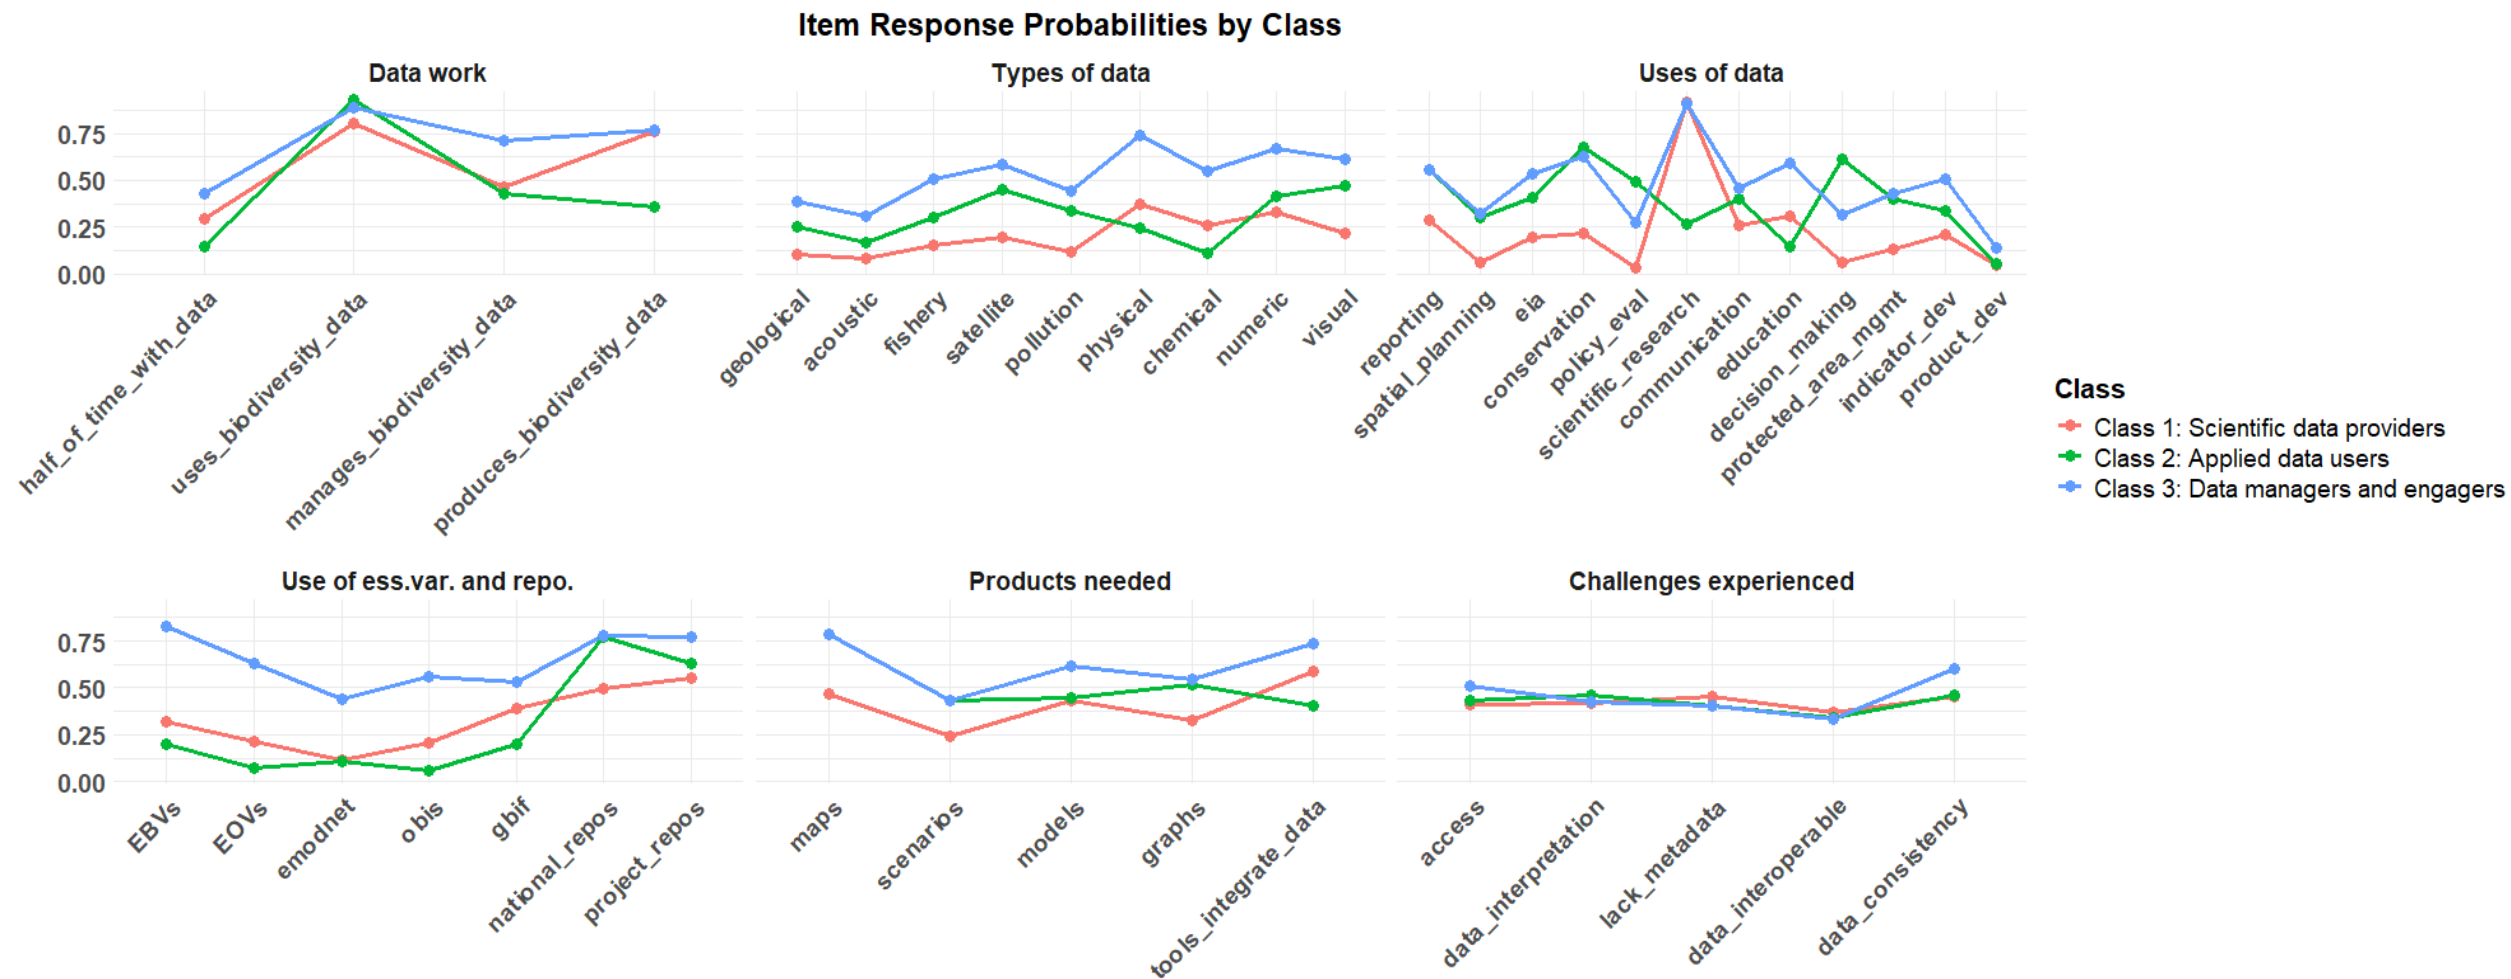 Item Response Probabilities by Class
Data work
Types of data
Uses of data
0.75
0.50
0.25
0.00
half_of_time_with_data
uses_biodiversity_data
manages_biodiversity_data
produces_biodiversity_data
geological
acoustic
fishery
satellite
pollution
physical
chemical
numeric
visual
reporting
spatial_planning
eia
conservation
policy_eval
scientific_research
communication
education
decision_making
protected_area_mgmt
indicator_dev
product_dev
Class
Class 1: Scientific data providers
Class 2: Applied data users
Class 3: Data managers and engagers
Use of ess.var. and repo.
Products needed
Challenges experienced
0.75
0.50
0.25
0.00
EBVs
EOVs
emodnet
obis
gbif
national_repos
project_repos
maps
scenarios
models
graphs
tools_integrate_data
access
data_interpretation
lack_metadata
data_interoperable
data_consistency